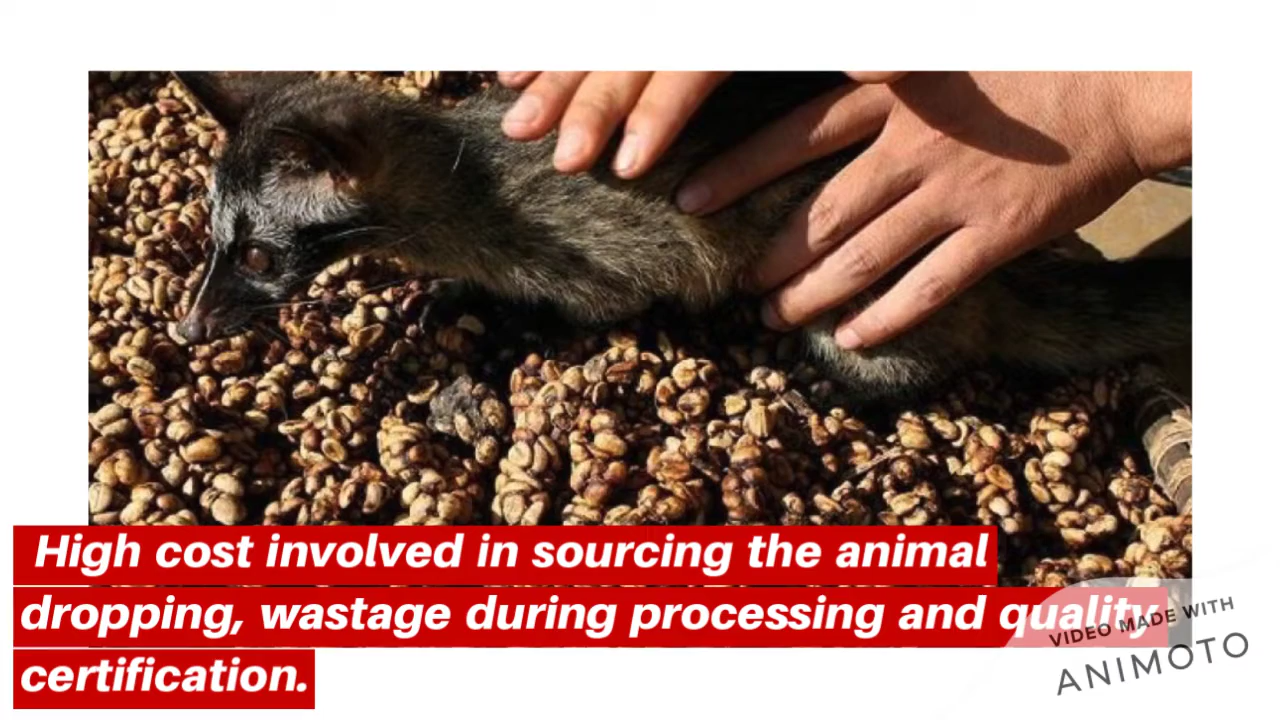 High cost involved in sourcing the animal
dropping, wastage during processing and quality
certification.
VIDEO MADE WITH
ANIMOTO